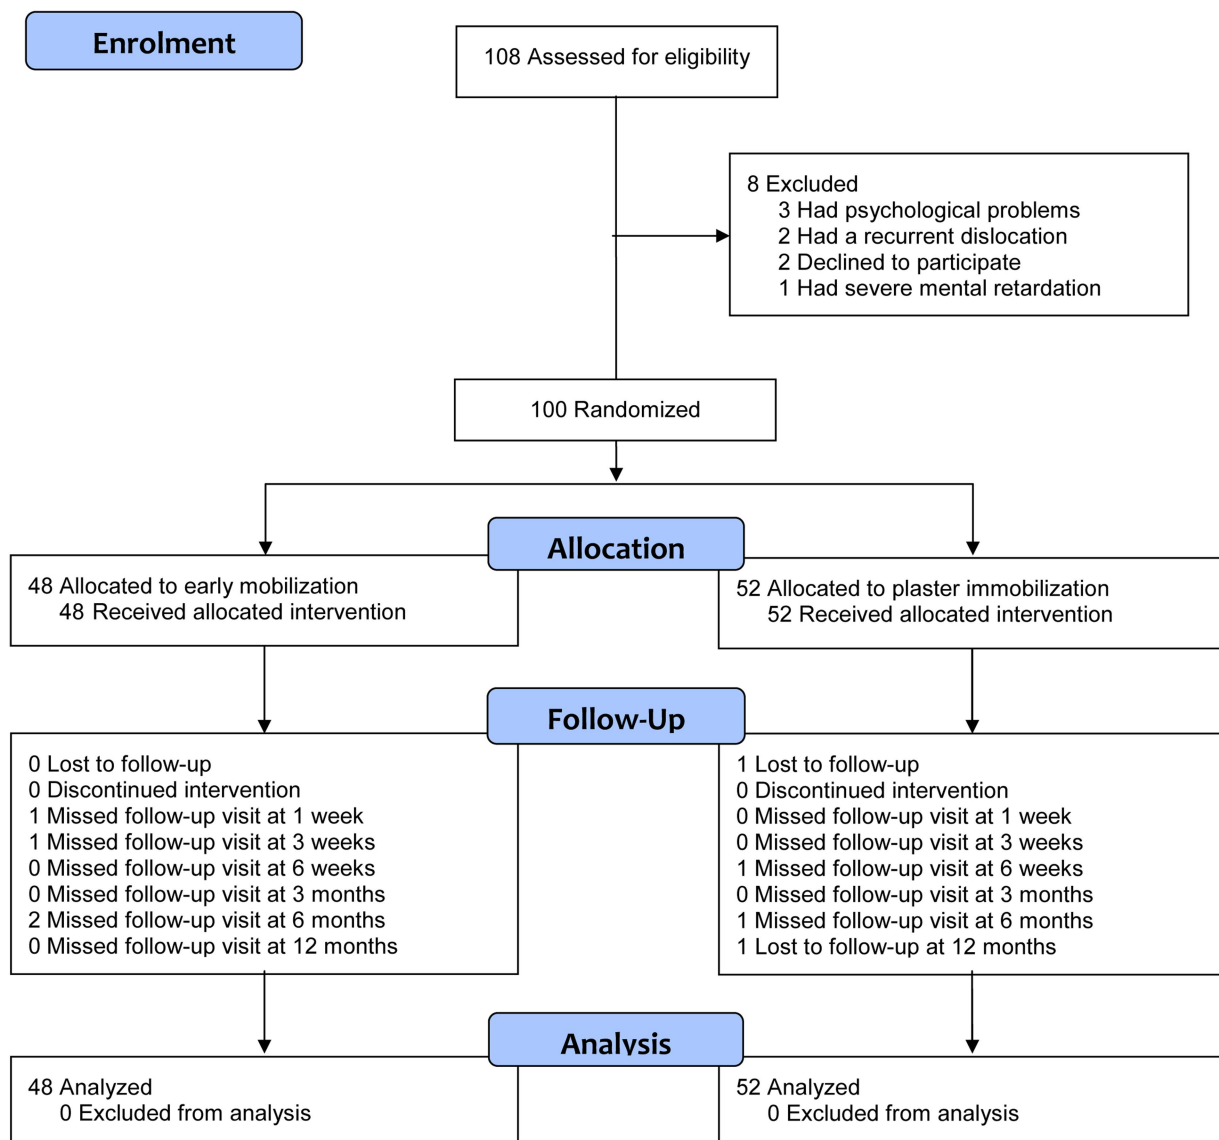 Enrolment
108 Assessed for eligibility
8 Excluded
3 Had psychological problems
2 Had a recurrent dislocation
2 Declined to participate
1 Had severe mental retardation
100 Randomized
Allocation
48 Allocated to early mobilization
48 Received allocated intervention
52 Allocated to plaster immobilization
52 Received allocated intervention
Follow-Up
0 Lost to follow-up
0 Discontinued intervention
1 Missed follow-up visit at 1 week
1 Missed follow-up visit at 3 weeks
0 Missed follow-up visit at 6 weeks
0 Missed follow-up visit at 3 months
2 Missed follow-up visit at 6 months
0 Missed follow-up visit at 12 months
1 Lost to follow-up
0 Discontinued intervention
0 Missed follow-up visit at 1 week
0 Missed follow-up visit at 3 weeks
1 Missed follow-up visit at 6 weeks
0 Missed follow-up visit at 3 months
1 Missed follow-up visit at 6 months
1 Lost to follow-up at 12 months
Analysis
48 Analyzed
0 Excluded from analysis
52 Analyzed
0 Excluded from analysis